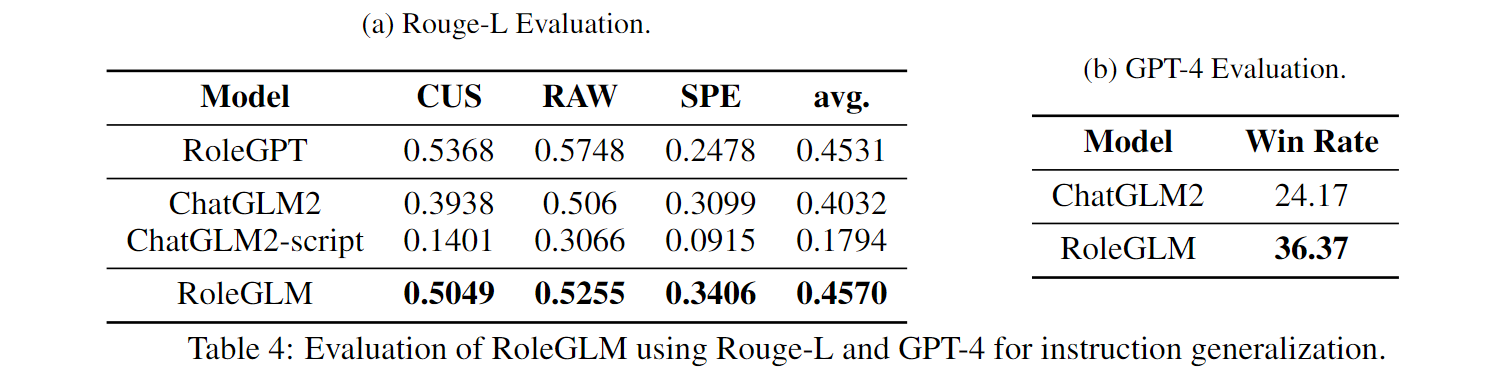 (a) Rouge-L Evaluation.
Model CUS RAW SPE avg.
RoleGPT 0.5368 0.5748 0.2478 0.4531
ChatGLM2 0.3938 0.506 0.3099 0.4032
ChatGLM2-script 0.1401 0.3066 0.0915 0.1794
RoleGLM 0.5049 0.5255 0.3406 0.4570
(b) GPT-4 Evaluation.
Model Win Rate
ChatGLM2 24.17
RoleGLM 36.37
Table 4: Evaluation of RoleGLM using Rouge-L and GPT-4 for instruction generalization.